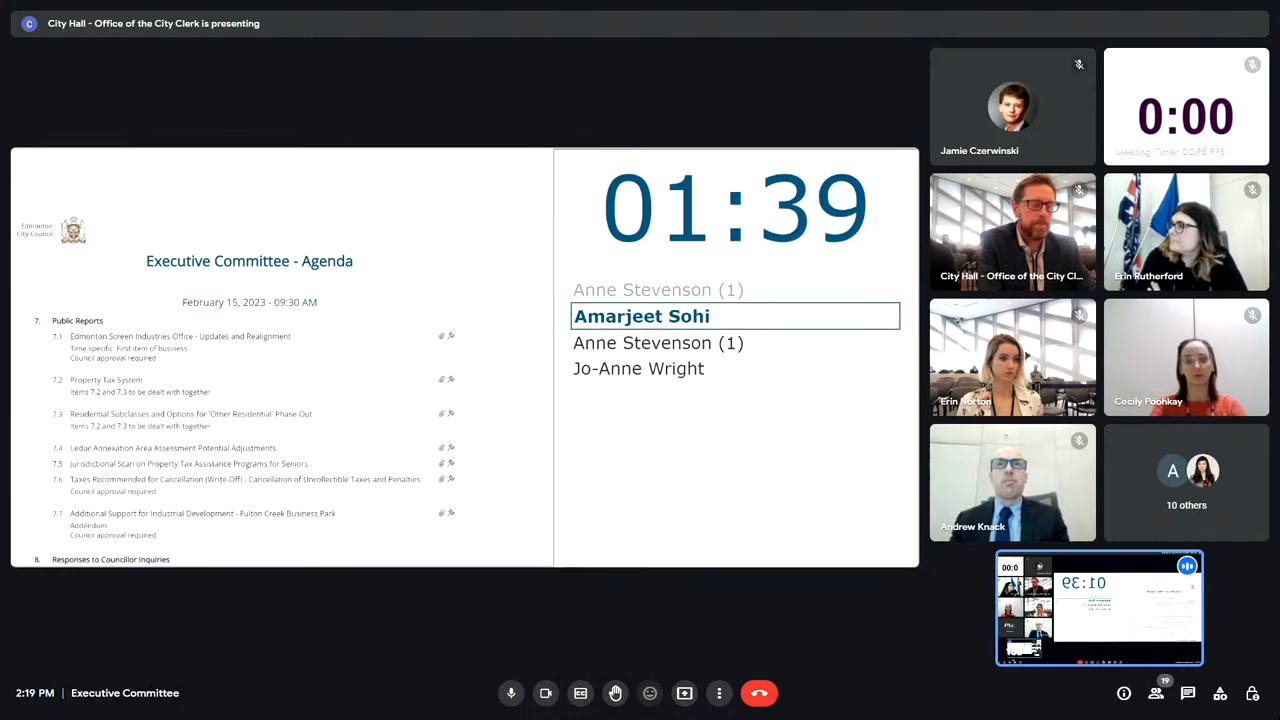 C City Hall - Office of the City Clerk is presenting
Edmonton
City Council
Executive Committee - Agenda
February 15, 2023 - 09:30 AM
7. Public Reports
7.1 Edmonton Screen Industries Office - Updates and Realignment
Time specific: First item of business
Council approval required
7.2 Property Tax System
Items 7.2 and 7.3 to be dealt with together
7.3 Residential Subclasses and Options for 'Other Residential' Phase-Out
Items 7.2 and 7.3 to be dealt with together
7.4 Leduc Annexation Area Assessment Potential Adjustments
7.5 Jurisdictional Scan on Property Tax Assistance Programs for Seniors
7.6 Taxes Recommended for Cancellation (Write-Off) - Cancellation of Uncollectible Taxes and Penalties
Council approval required
7.7 Additional Support for Industrial Development - Fulton Creek Business Park
Addendum
Council approval required
8. Responses to Councillor Inquiries
01:39
Anne Stevenson (1)
Amarjeet Sohi
Anne Stevenson (1)
Jo-Anne Wright
Jamie Czerwinski
0:00
Meeting Timer
City Hall - Office of the City Cl...
Erin Rutherford
Erin Norton
Cecily Poohkay
Andrew Knack
A
10 others
00:0
01:39
2:19 PM | Executive Committee
19